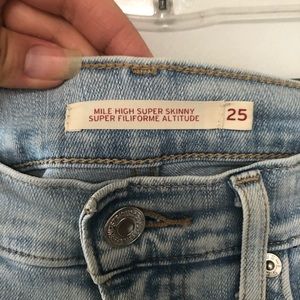 MILE HIGH SUPER SKINNY
SUPER FILIFORME ALTITUDE
25